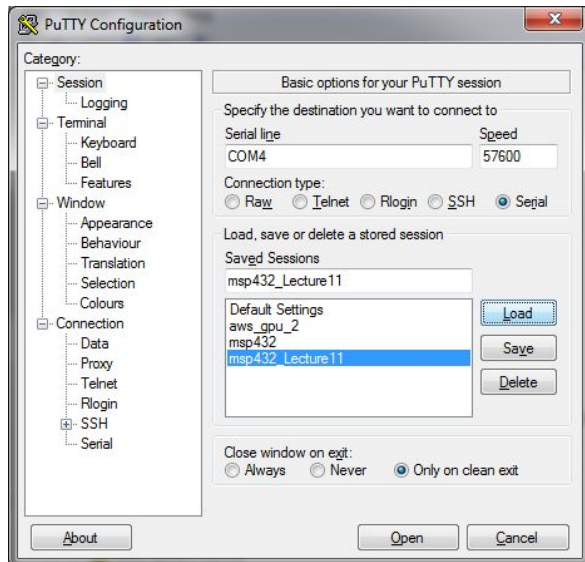 PuTTY Configuration
Category:
Session
Logging
Terminal
Keyboard
Bell
Features
Window
Appearance
Behaviour
Translation
Selection
Colours
Connection
Data
Proxy
Telnet
Rlogin
SSH
Serial
Basic options for your PuTTY session
Specify the destination you want to connect to
Serial line Speed
COM4 57600
Connection type:
Raw Telnet Rlogin SSH Serial
Load, save or delete a stored session
Saved Sessions
msp432_Lecture11
Default Settings
aws_gpu_2
msp432
msp432_Lecture11
Load
Save
Delete
Close window on exit:
Always Never Only on clean exit
About Open Cancel